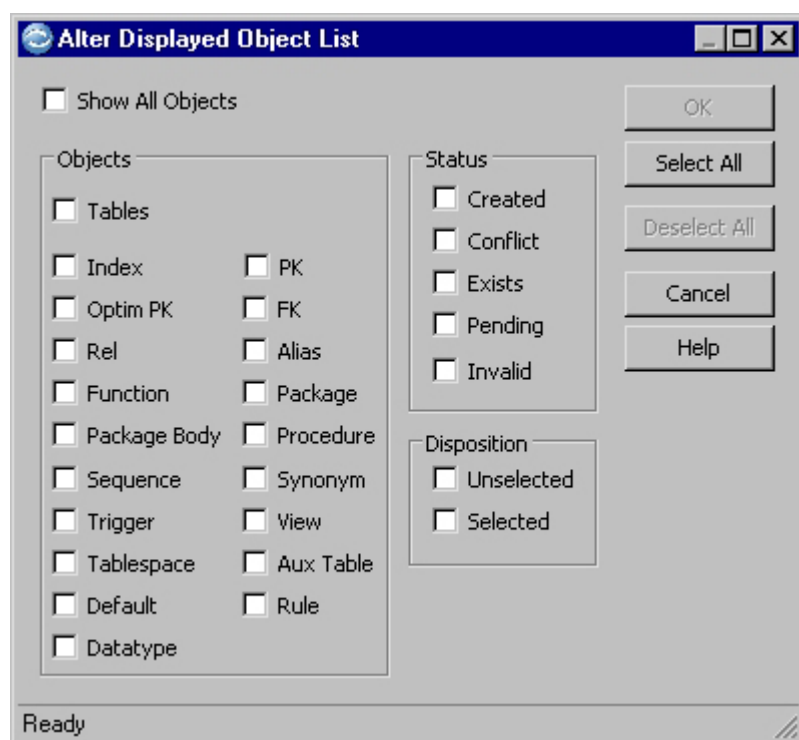 Alter Displayed Object List
Show All Objects
Objects
Tables
Index PK
Optim PK FK
Rel Alias
Function Package
Package Body Procedure
Sequence Synonym
Trigger View
Tablespace Aux Table
Default Rule
Datatype
Status
Created
Conflict
Exists
Pending
Invalid
Disposition
Unselected
Selected
OK
Select All
Deselect All
Cancel
Help
Ready